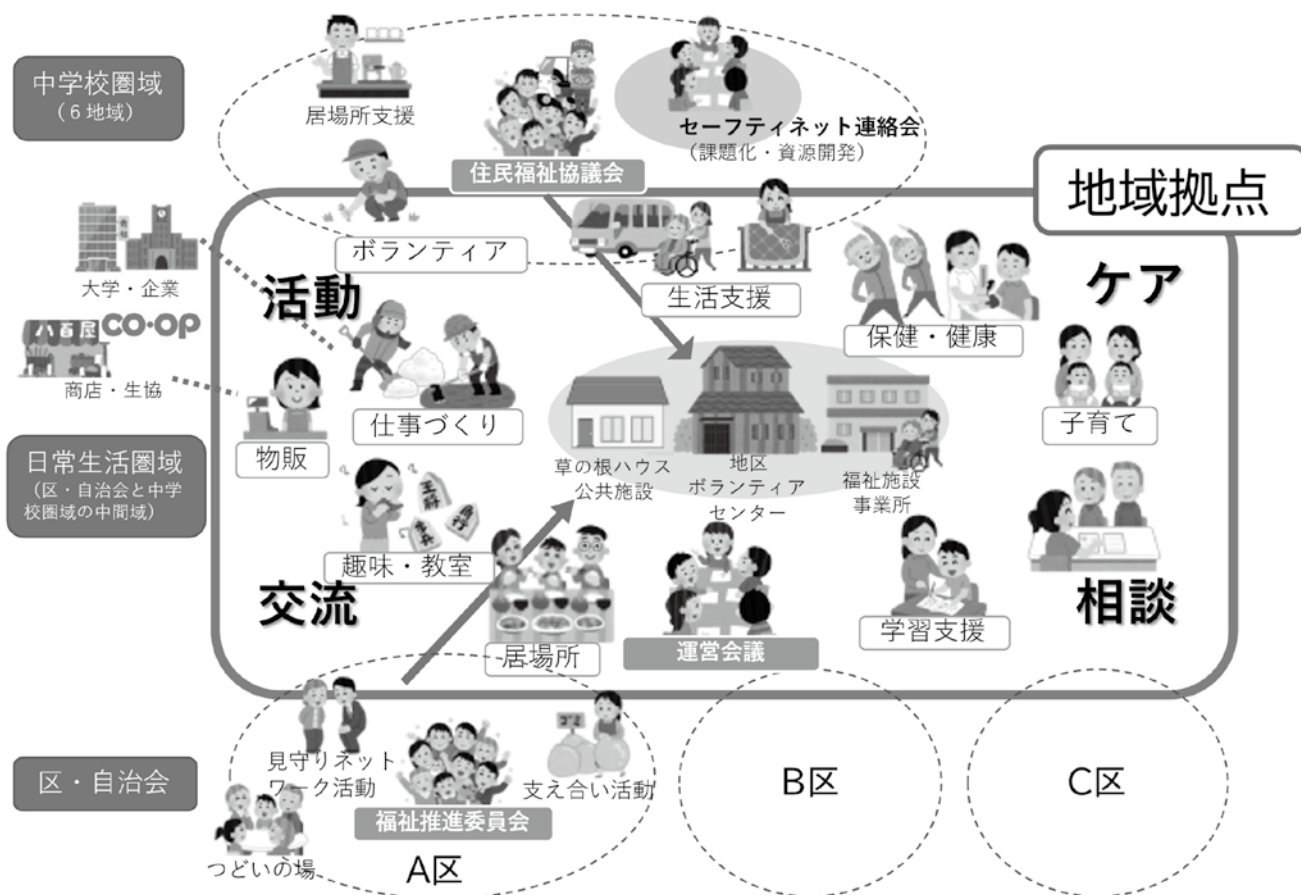 中学校圏域
（6地域）
居場所支援
住民福祉協議会
セーフティネット連絡会
（課題化・資源開発）
地域拠点
ボランティア
大学・企業
活動
生活支援
ケア
保健・健康
八百屋
co·op
商店・生協
仕事づくり
物販
子育て
日常生活圏域
（区・自治会と中学
校圏域の中間域）
草の根ハウス
公共施設
地区
ボランティア
センター
福祉施設
事業所
王将
趣味・教室
交流
居場所
運営会議
学習支援
相談
区・自治会
見守りネット
ワーク活動
支え合い活動
福祉推進委員会
つどいの場
A区
B区
C区